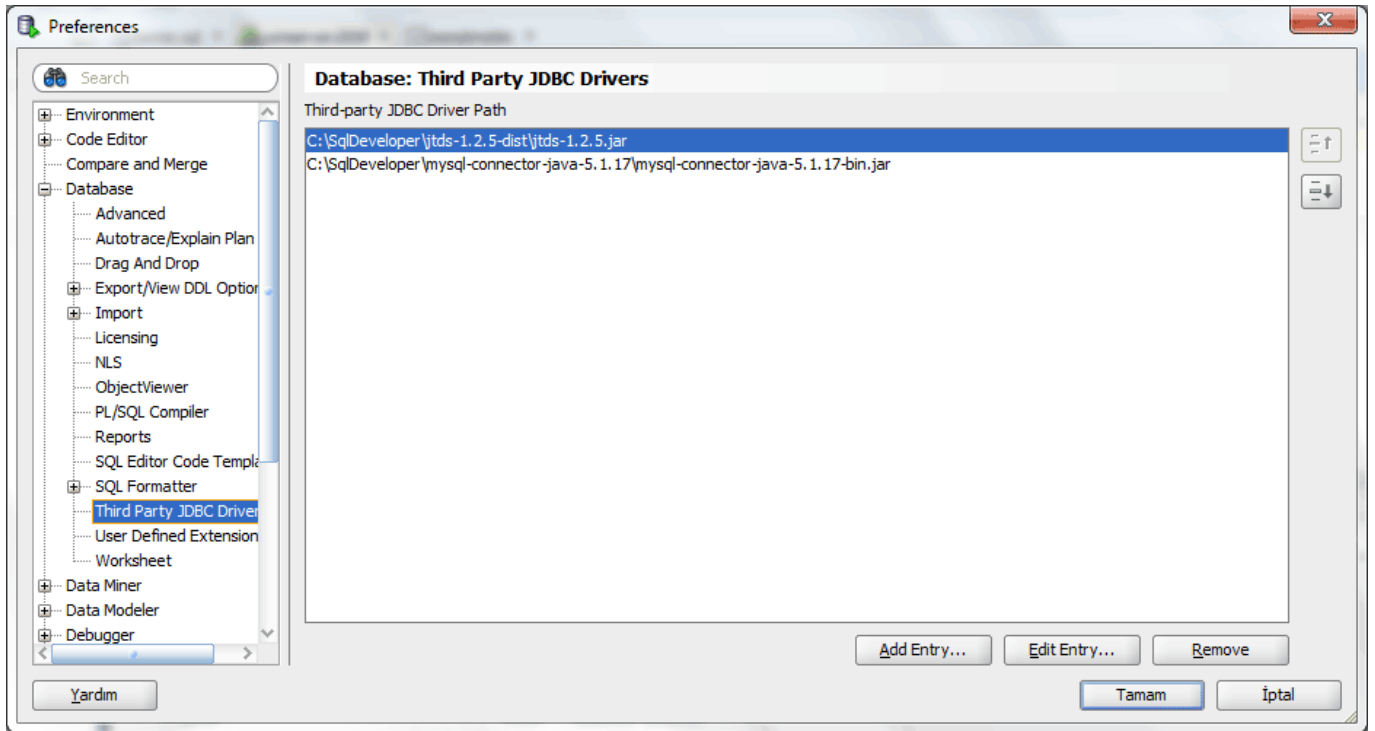 Preferences
Search
Environment
Code Editor
Compare and Merge
Database
Advanced
Autotrace/Explain Plan
Drag And Drop
Export/View DDL Option
Import
Licensing
NLS
ObjectViewer
PL/SQL Compiler
Reports
SQL Editor Code Templa
SQL Formatter
Third Party JDBC Driver
User Defined Extension
Worksheet
Data Miner
Data Modeler
Debugger
Database: Third Party JDBC Drivers
Third-party JDBC Driver Path
C:\SqlDeveloper\jtds-1.2.5-dist\jtds-1.2.5.jar
C:\SqlDeveloper\mysql-connector-java-5.1.17\mysql-connector-java-5.1.17-bin.jar
Add Entry... Edit Entry... Remove
Yardım Tamam İptal